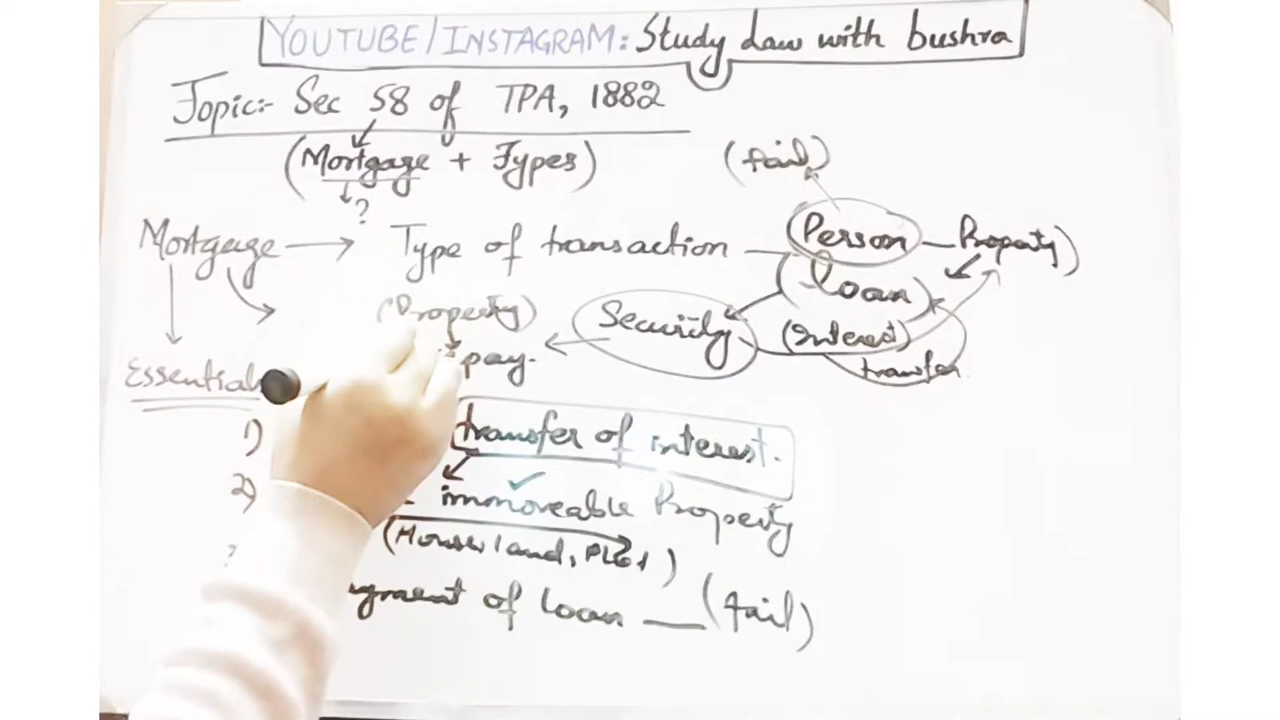 YOUTUBE/INSTAGRAM: Study Law with bushra
Topic:- Sec 58 of TPA, 1882
(Mortgage + Types)
?
(fail)
Mortgage → Type of transaction — Person — Property)
(loan)
(Property) Security (Interest)
pay. transfer
Essential
1) transfer of interest.
2) immoveable Property
(House, land, Plot)
of loan — (fail)